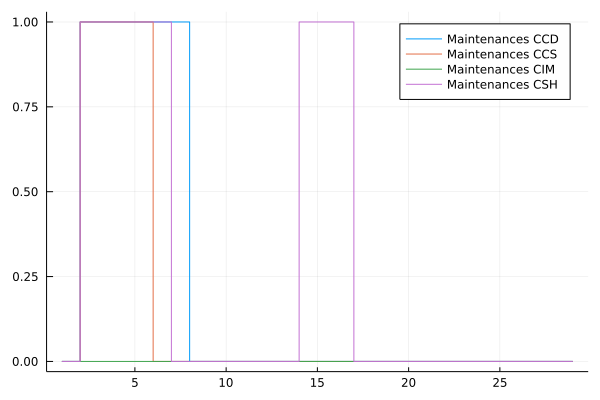 1.00
0.75
0.50
0.25
0.00
5 10 15 20 25
Maintenances CCD
Maintenances CCS
Maintenances CIM
Maintenances CSH